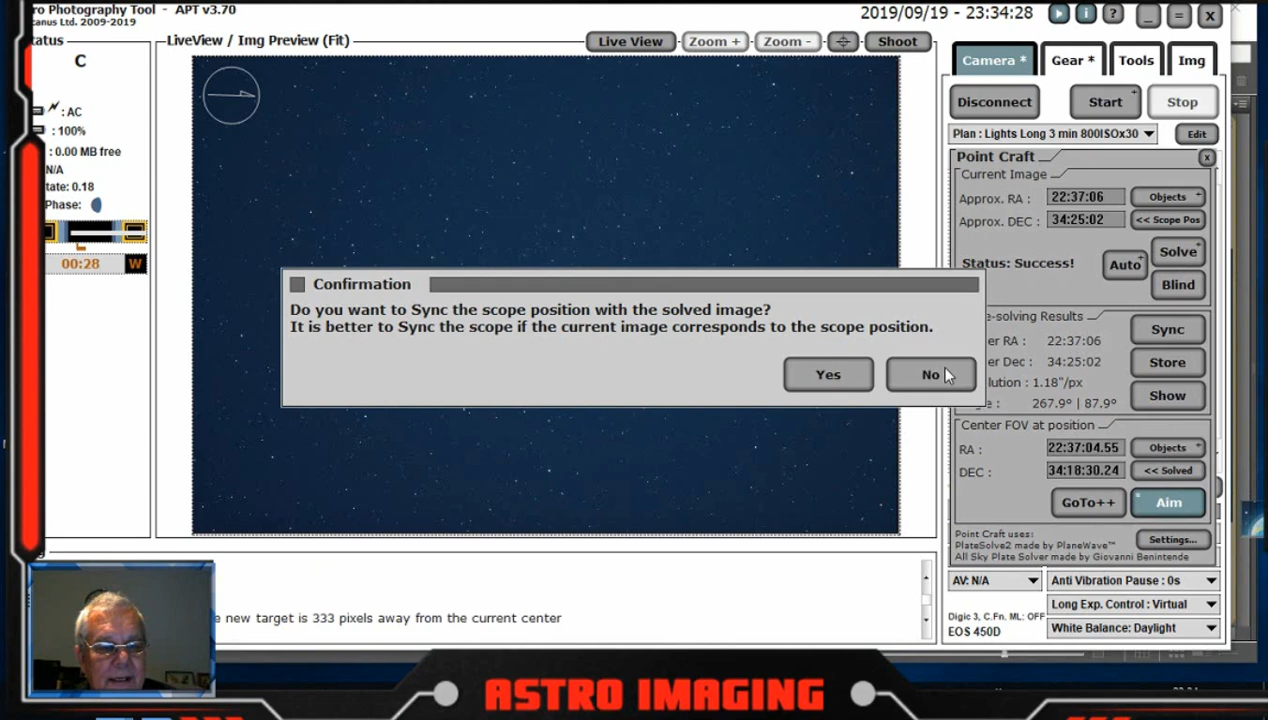 ro Photography Tool - APT v3.70
canus Ltd. 2009-2019
2019/09/19 - 23:34:28
i
?
_
=
X
tatus
C
: AC
: 100%
: 0.00 MB free
N/A
tate: 0.18
Phase:
00:28
W
LiveView / Img Preview (Fit)
Live View
Zoom +
Zoom -
Shoot
Camera *
Gear *
Tools
Img
Disconnect
Start
Stop
Plan : Lights Long 3 min 800ISOx30
Edit
Point Craft
x
Current Image
Approx. RA :
22:37:06
Objects
Approx. DEC :
34:25:02
<< Scope Pos
Status: Success!
Auto
Solve
Blind
Confirmation
Do you want to Sync the scope position with the solved image?
It is better to Sync the scope if the current image corresponds to the scope position.
Yes
No
e-solving Results
er RA : 22:37:06
er Dec : 34:25:02
lution : 1.18"/px
: 267.9° | 87.9°
Sync
Store
Show
Center FOV at position
RA :
22:37:04.55
Objects
DEC :
34:18:30.24
<< Solved
GoTo++
Aim
Point Craft uses:
PlateSolve2 made by PlaneWave™
All Sky Plate Solver made by Giovanni Benintende
Settings...
AV: N/A
Anti Vibration Pause : 0s
Long Exp. Control : Virtual
Digic 3, C.Fn. ML: OFF
EOS 450D
White Balance: Daylight
e new target is 333 pixels away from the current center
ASTRO IMAGING